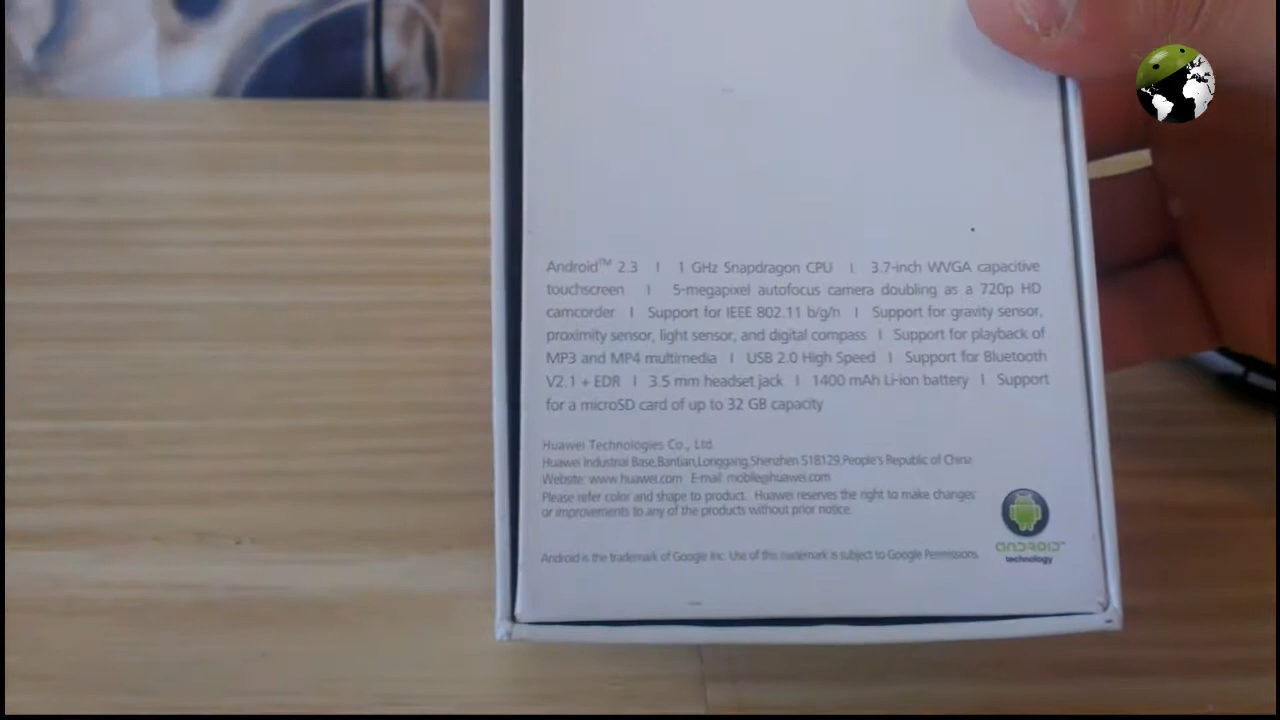 Android™ 2.3 | 1 GHz Snapdragon CPU | 3.7-inch WVGA capacitive
touchscreen | 5-megapixel autofocus camera doubling as a 720p HD
camcorder | Support for IEEE 802.11 b/g/n | Support for gravity sensor,
proximity sensor, light sensor, and digital compass | Support for playback of
MP3 and MP4 multimedia | USB 2.0 High Speed | Support for Bluetooth
V2.1 + EDR | 3.5 mm headset jack | 1400 mAh Li-ion battery | Support
for a microSD card of up to 32 GB capacity
Huawei Technologies Co., Ltd.
Huawei Industrial Base,Bantian,Longgang,Shenzhen 518129,People's Republic of China
Website: www.huawei.com E-mail: mobile@huawei.com
Please refer color and shape to product. Huawei reserves the right to make changes
or improvements to any of the products without prior notice.
Android is the trademark of Google Inc. Use of this trademark is subject to Google Permissions.
ANDROID™
technology